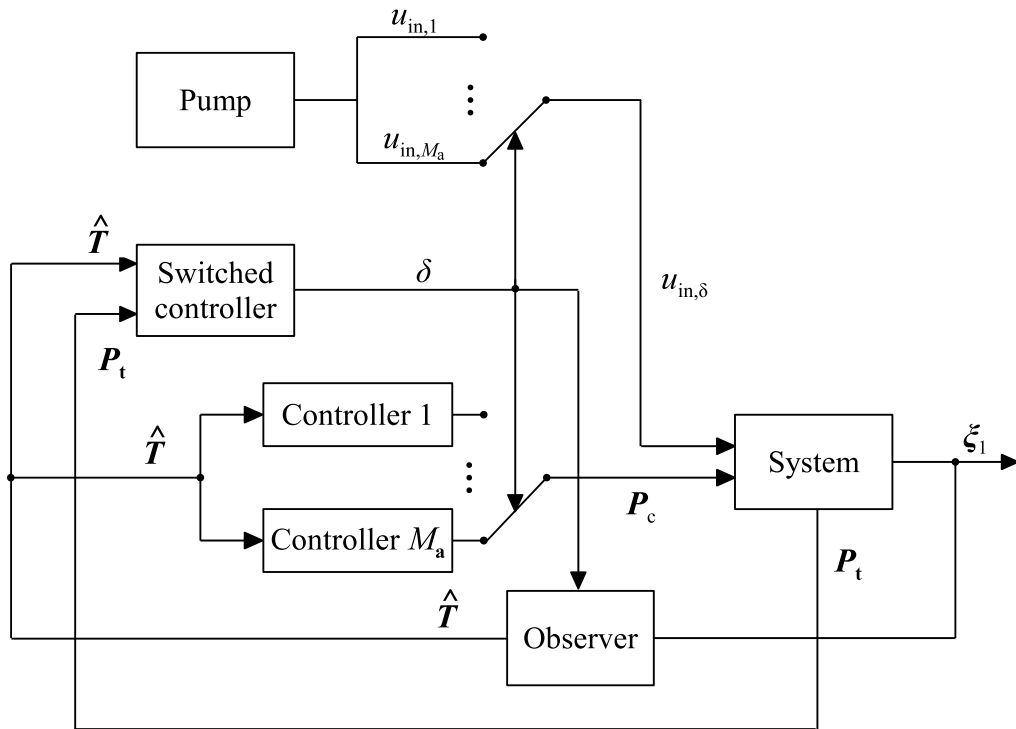 u_in,1
Pump
⋮
u_in,M_a
T̂
Switched
controller
δ
u_in,δ
P_t
Controller 1
T̂
⋮
System
ξ_1
P_c
Controller M_a
P_t
T̂
Observer